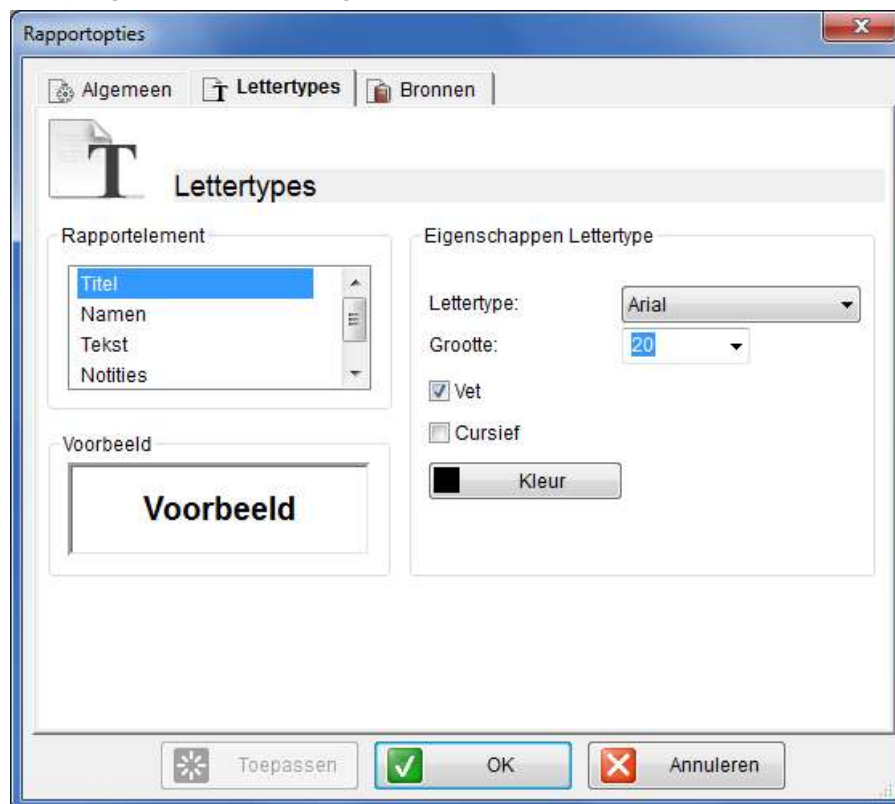 Rapportopties
Algemeen
Lettertypes
Bronnen
Lettertypes
Rapportelement
Titel
Namen
Tekst
Notities
Voorbeeld
Voorbeeld
Eigenschappen Lettertype
Lettertype: Arial
Grootte: 20
Vet
Cursief
Kleur
Toepassen
OK
Annuleren